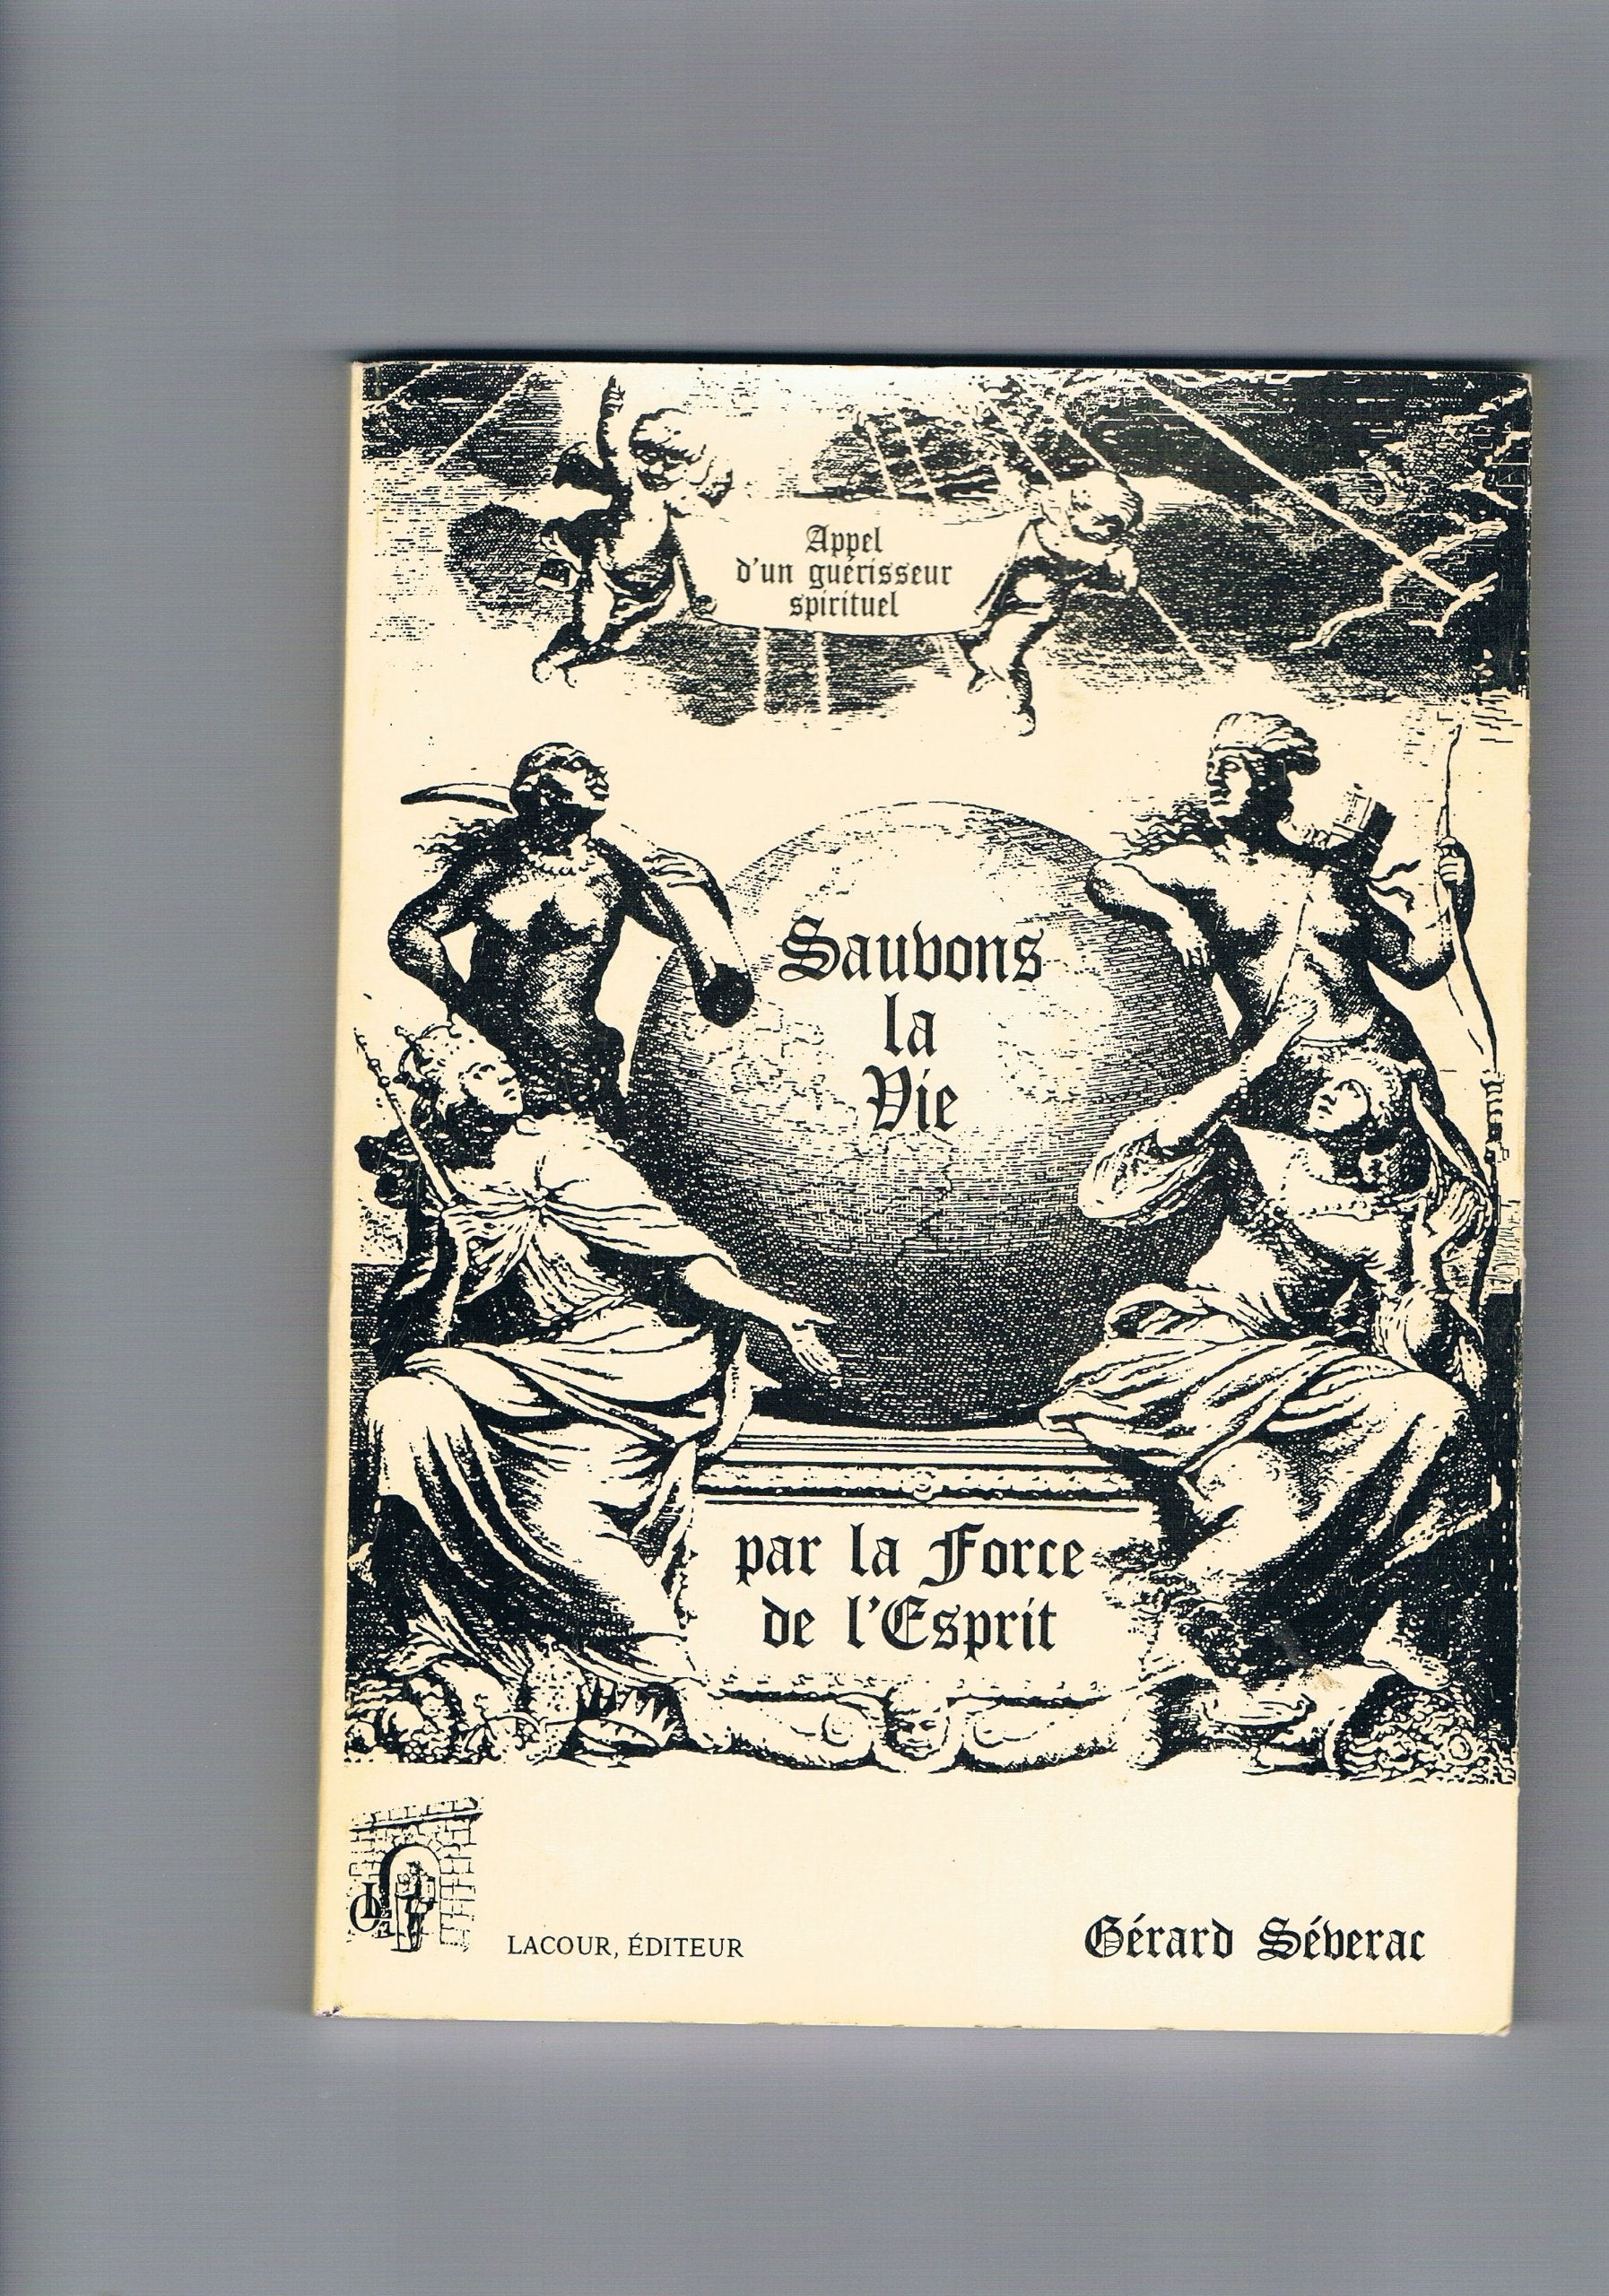 Appel
d'un guérisseur
spirituel
Sauvons
la
Vie
par la Force
de l'Esprit
LACOUR, ÉDITEUR
Gérard Séverac